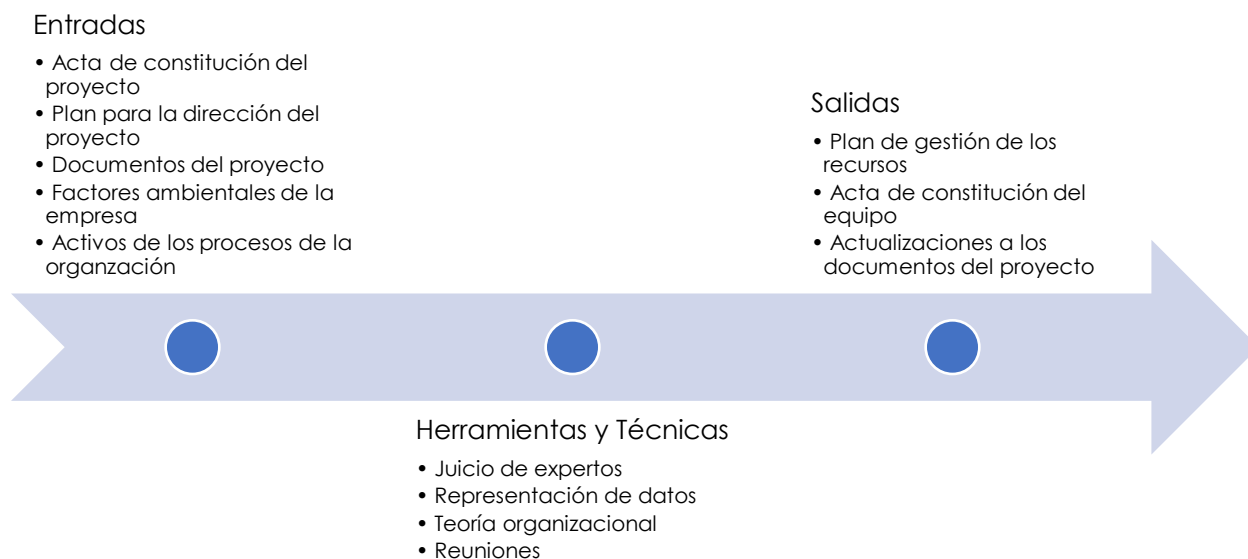 Entradas
• Acta de constitución del
proyecto
• Plan para la dirección del
proyecto
• Documentos del proyecto
• Factores ambientales de la
empresa
• Activos de los procesos de la
organzación
Salidas
• Plan de gestión de los
recursos
• Acta de constitución del
equipo
• Actualizaciones a los
documentos del proyecto
Herramientas y Técnicas
• Juicio de expertos
• Representación de datos
• Teoría organizacional
• Reuniones